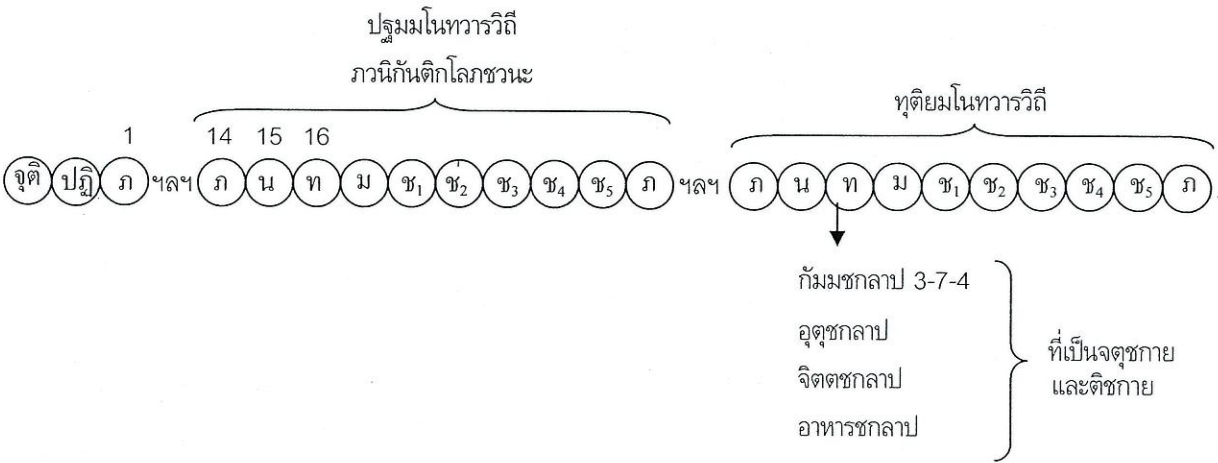 ปฐมมโนทวารวิถี
ภวนิกันติกโลภชวนะ
ทุติยมโนทวารวิถี
1 14 15 16
จุติ ปฏิ ภ ฯลฯ ภ น ท ม ช1 ช่2 ช3 ช4 ช5 ภ ฯลฯ ภ น ท ม ช1 ช2 ช3 ช4 ช5 ภ
กัมมชกลาป 3-7-4
อุตุชกลาป
จิตตชกลาป
อาหารชกลาป
ที่เป็นจตุชกาย
และติชกาย